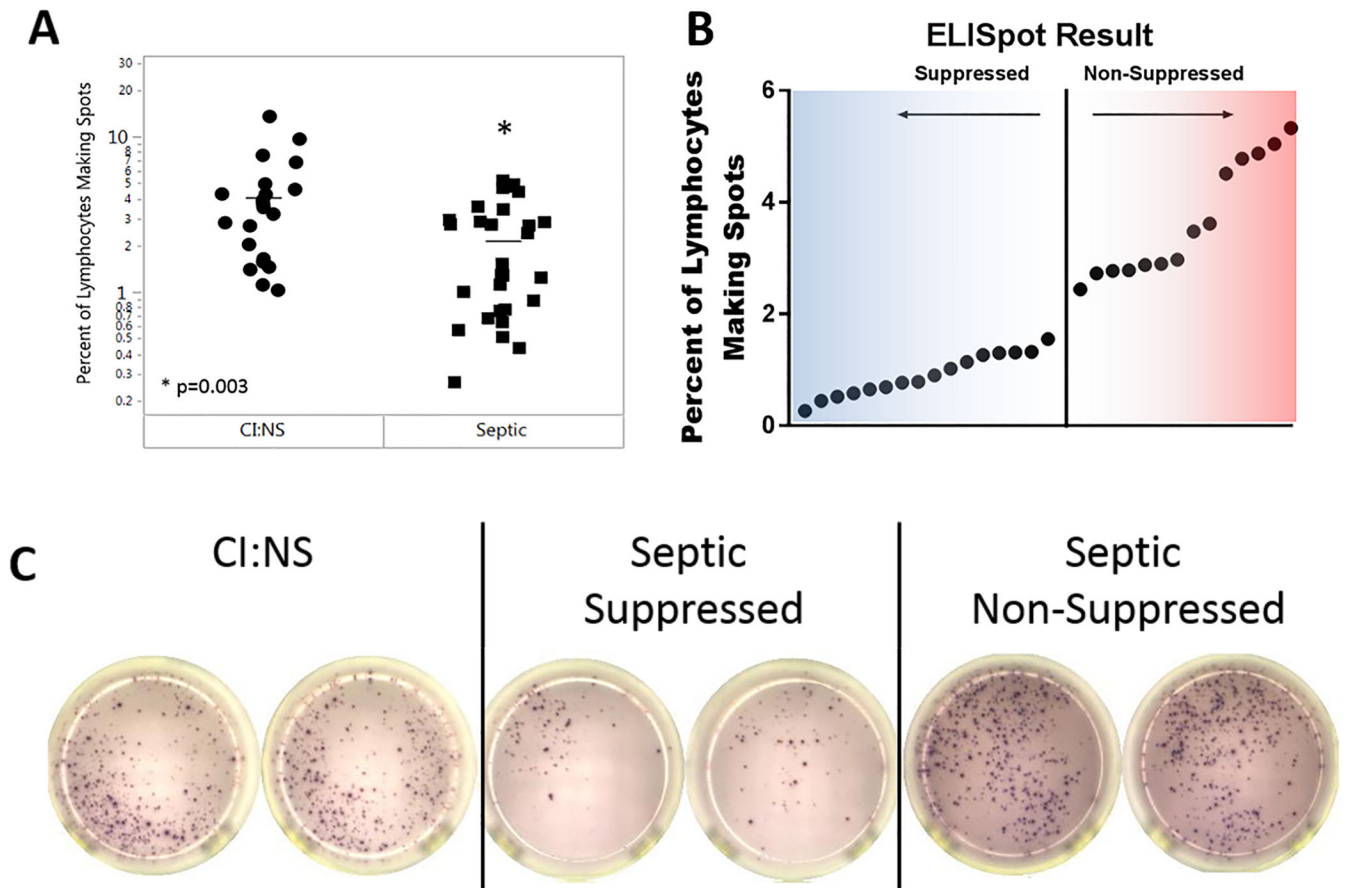 A
Percent of Lymphocytes Making Spots
30
20
10
8
7
6
5
4
3
2
1
0.8
0.7
0.6
0.5
0.4
0.3
0.2
*
* p=0.003
CI:NS
Septic
B
ELISpot Result
Suppressed
Non-Suppressed
Percent of Lymphocytes
Making Spots
6
4
2
0
C
CI:NS
Septic
Suppressed
Septic
Non-Suppressed